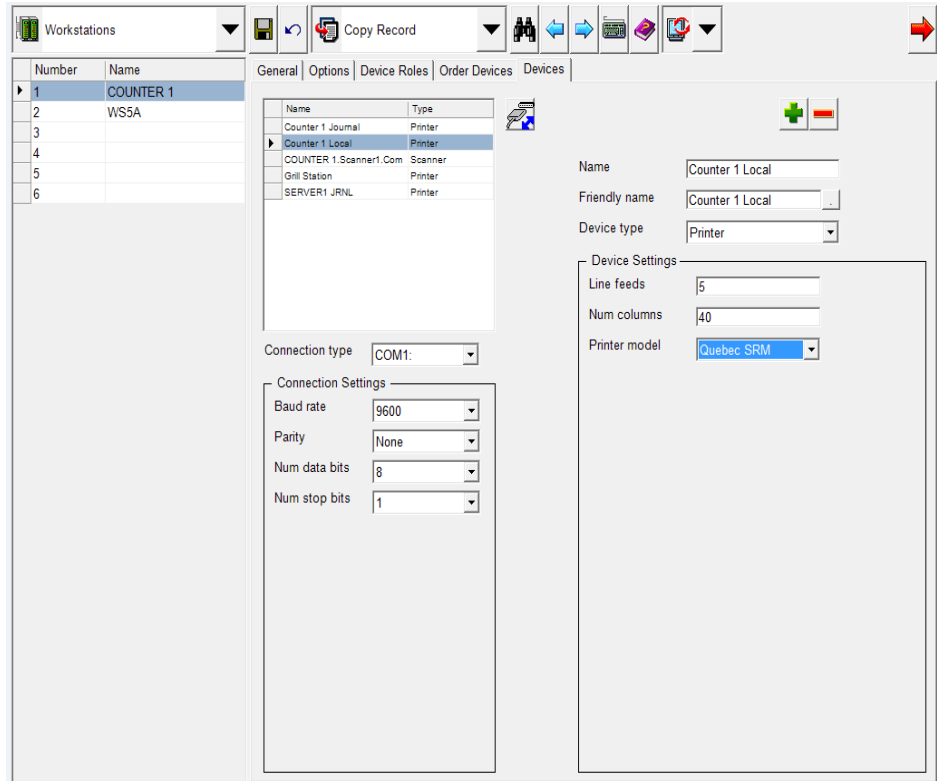 Workstations
Copy Record
Number Name
1 COUNTER 1
2 WS5A
3
4
5
6
General Options Device Roles Order Devices Devices
Name Type
Counter 1 Journal Printer
Counter 1 Local Printer
COUNTER 1.Scanner1.Com Scanner
Grill Station Printer
SERVER1 JRNL Printer
Connection type COM1:
Connection Settings
Baud rate 9600
Parity None
Num data bits 8
Num stop bits 1
Name Counter 1 Local
Friendly name Counter 1 Local .
Device type Printer
Device Settings
Line feeds 5
Num columns 40
Printer model Quebec SRM